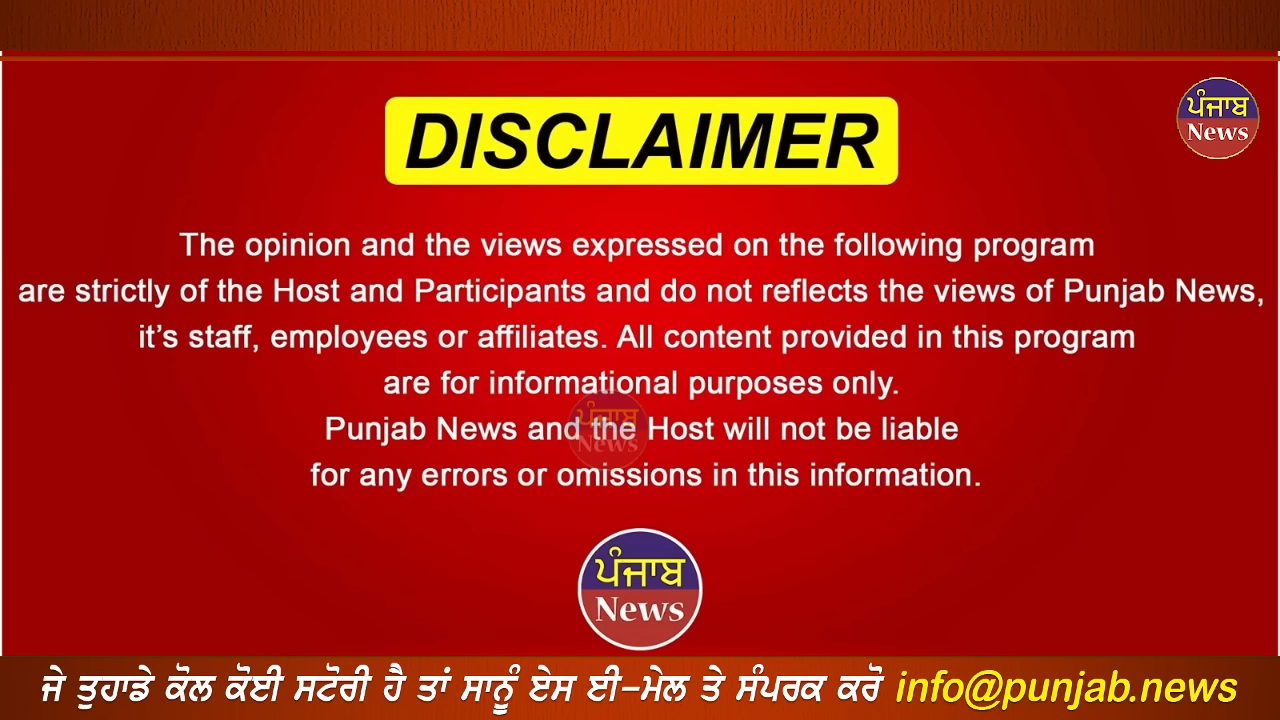 ਪੰਜਾਬ
News
DISCLAIMER
The opinion and the views expressed on the following program
are strictly of the Host and Participants and do not reflects the views of Punjab News,
it’s staff, employees or affiliates. All content provided in this program
are for informational purposes only.
Punjab News and the Host will not be liable
for any errors or omissions in this information.
ਪੰਜਾਬ
News
ਪੰਜਾਬ
News
ਜੇ ਤੁਹਾਡੇ ਕੋਲ ਕੋਈ ਸਟੋਰੀ ਹੈ ਤਾਂ ਸਾਨੂੰ ਏਸ ਈ-ਮੇਲ ਤੇ ਸੰਪਰਕ ਕਰੋ info@punjab.news